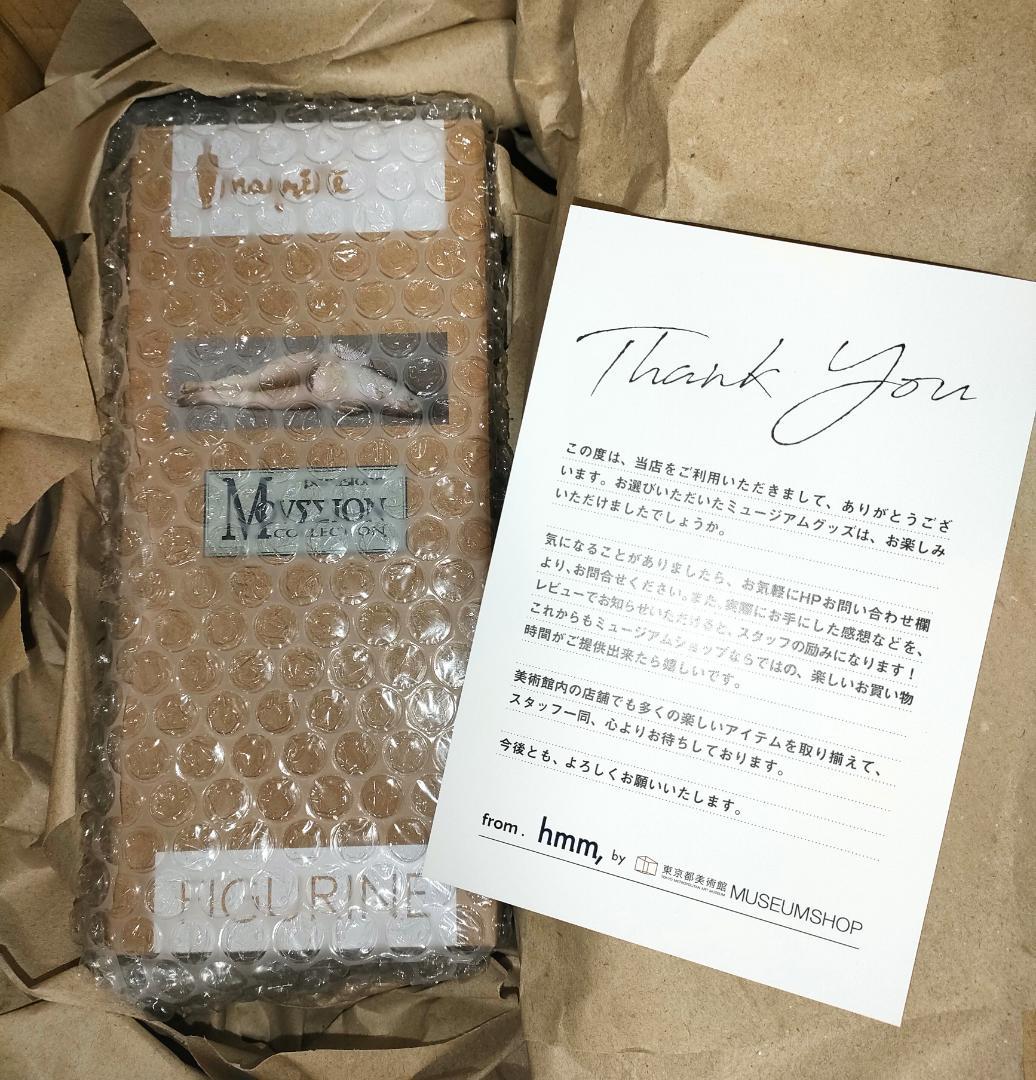 Magritte
MOUSEION
COLLECTION
FIGURINE
Thank You
この度は、当店をご利用いただきまして、ありがとうござ
います。お選びいただいたミュージアムグッズは、お楽しみ
いただけましたでしょうか。
気になることがありましたら、お気軽にHPお問い合わせ欄
より、お問合せください。また、実際にお手にした感想などを、
レビューでお知らせいただけると、スタッフの励みになります！
これからもミュージアムショップならではの、楽しいお買い物
時間がご提供出来たら嬉しいです。
美術館内の店舗でも多くの楽しいアイテムを取り揃えて、
スタッフ一同、心よりお待ちしております。
今後とも、よろしくお願いいたします。
from. hmm, by 東京都美術館 MUSEUMSHOP
TOKYO METROPOLITAN ART MUSEUM